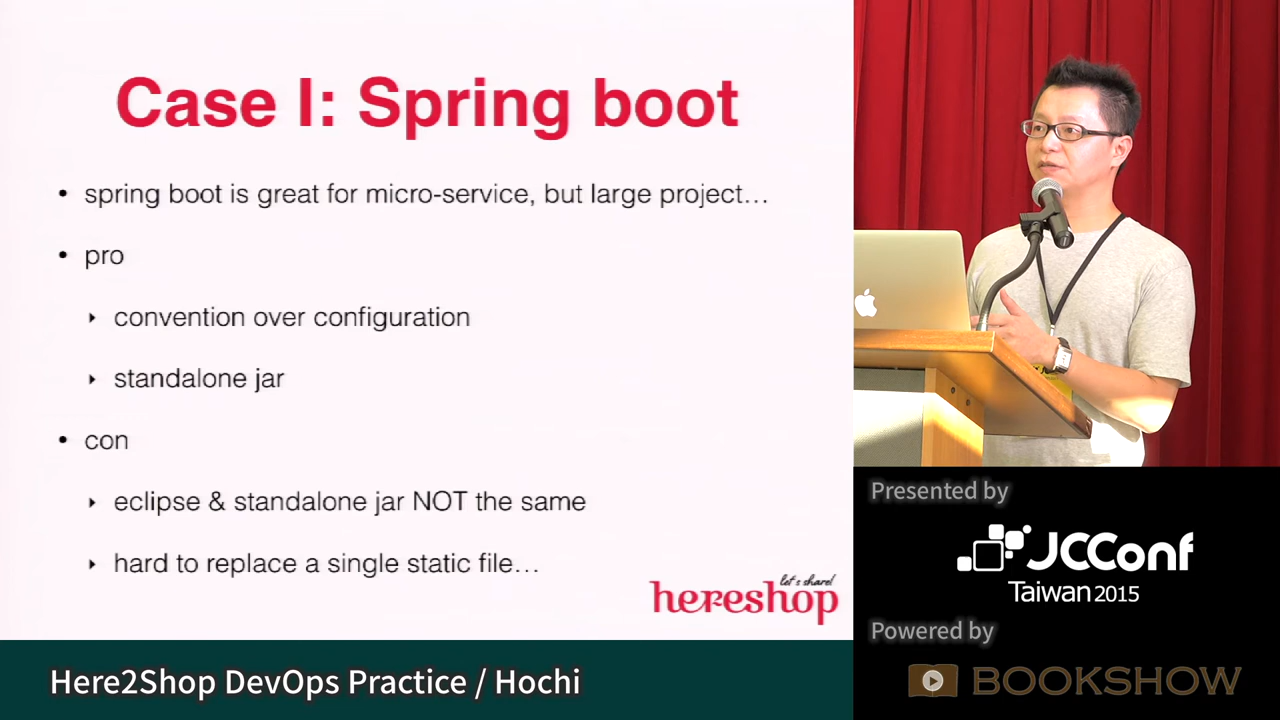 Case I: Spring boot
spring boot is great for micro-service, but large project…
pro
convention over configuration
standalone jar
con
eclipse & standalone jar NOT the same
hard to replace a single static file…
let's share!
hereshop
Here2Shop DevOps Practice / Hochi
Presented by
JCConf
Taiwan 2015
Powered by
BOOKSHOW